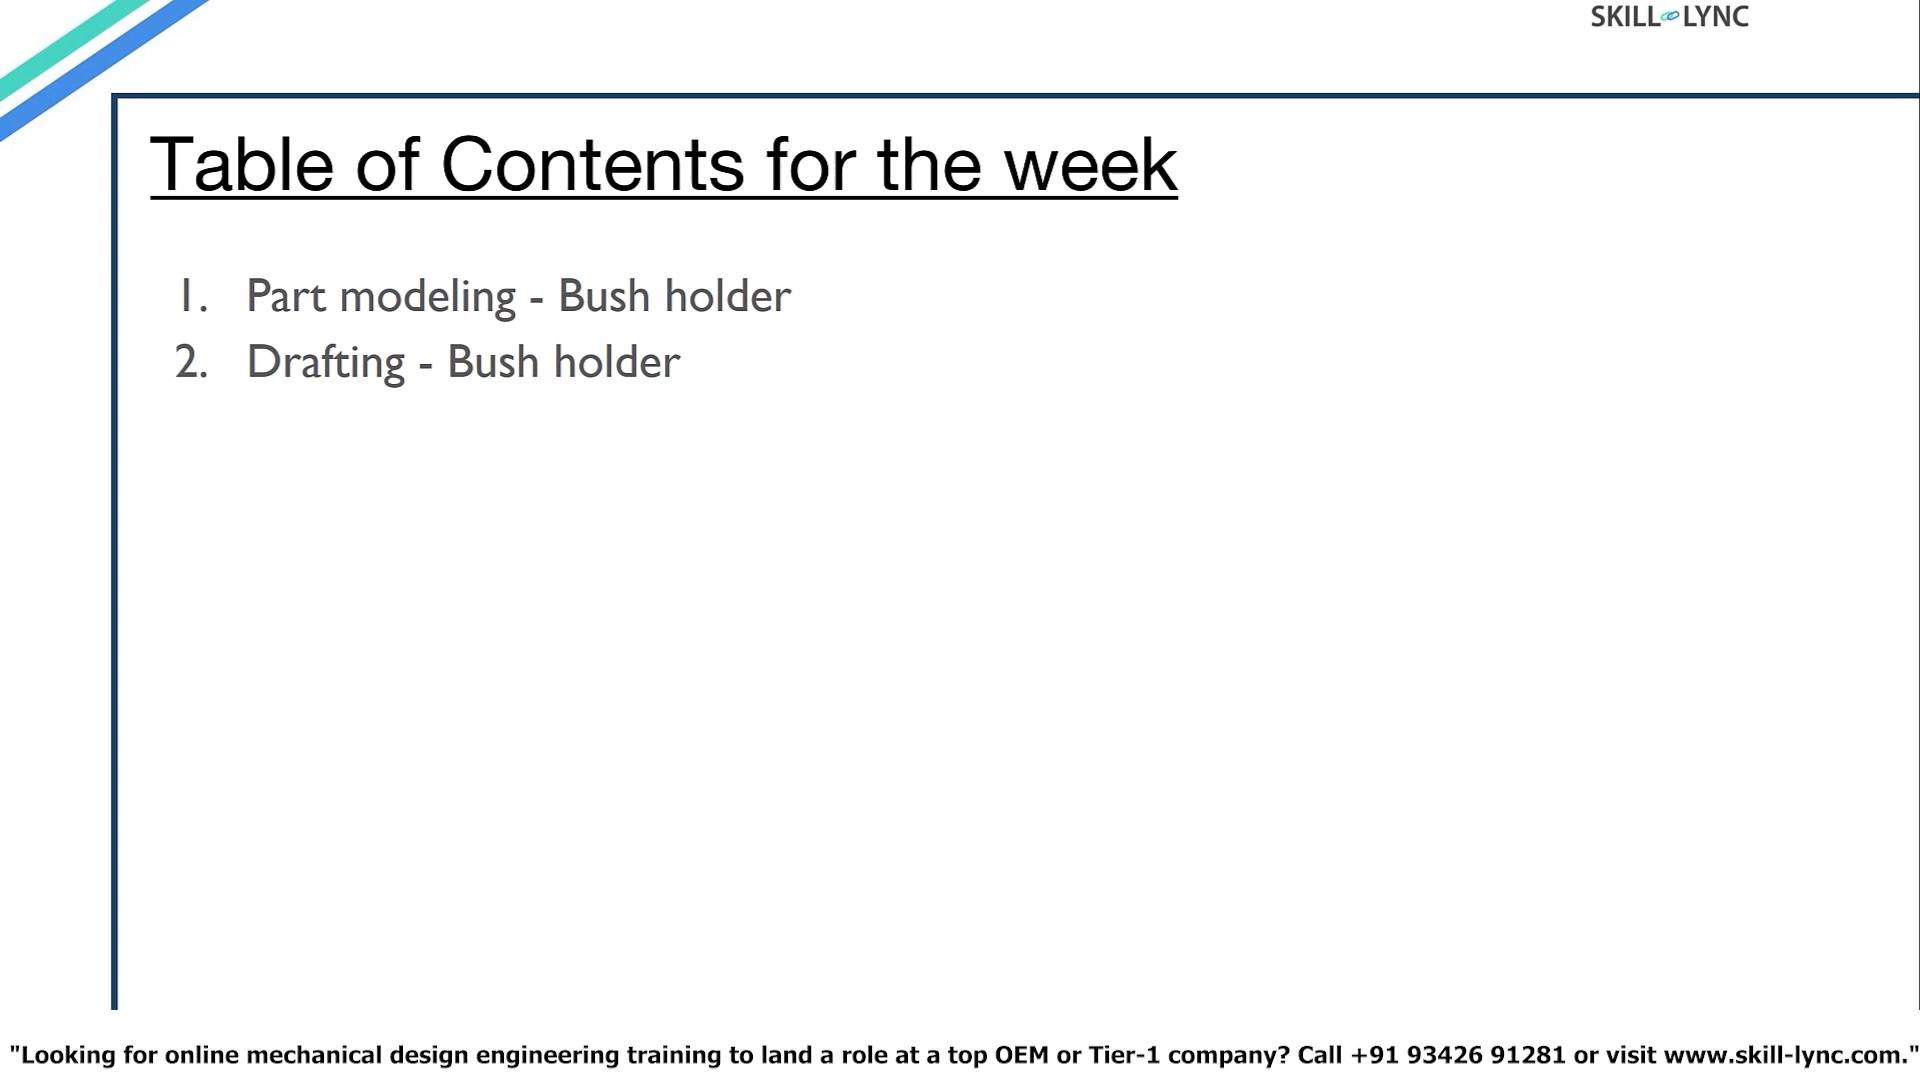 SKILL LYNC
Table of Contents for the week
1. Part modeling - Bush holder
2. Drafting - Bush holder
"Looking for online mechanical design engineering training to land a role at a top OEM or Tier-1 company? Call +91 93426 91281 or visit www.skill-lync.com."